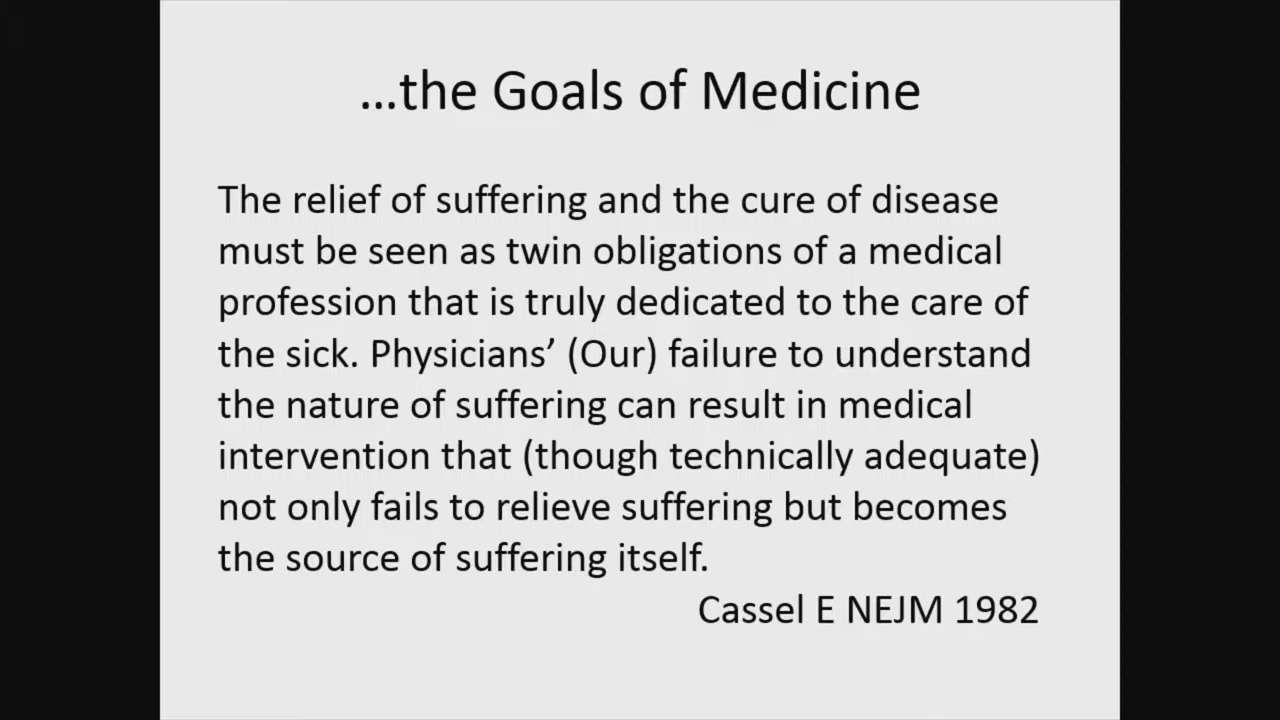 ...the Goals of Medicine
The relief of suffering and the cure of disease
must be seen as twin obligations of a medical
profession that is truly dedicated to the care of
the sick. Physicians’ (Our) failure to understand
the nature of suffering can result in medical
intervention that (though technically adequate)
not only fails to relieve suffering but becomes
the source of suffering itself.
Cassel E NEJM 1982